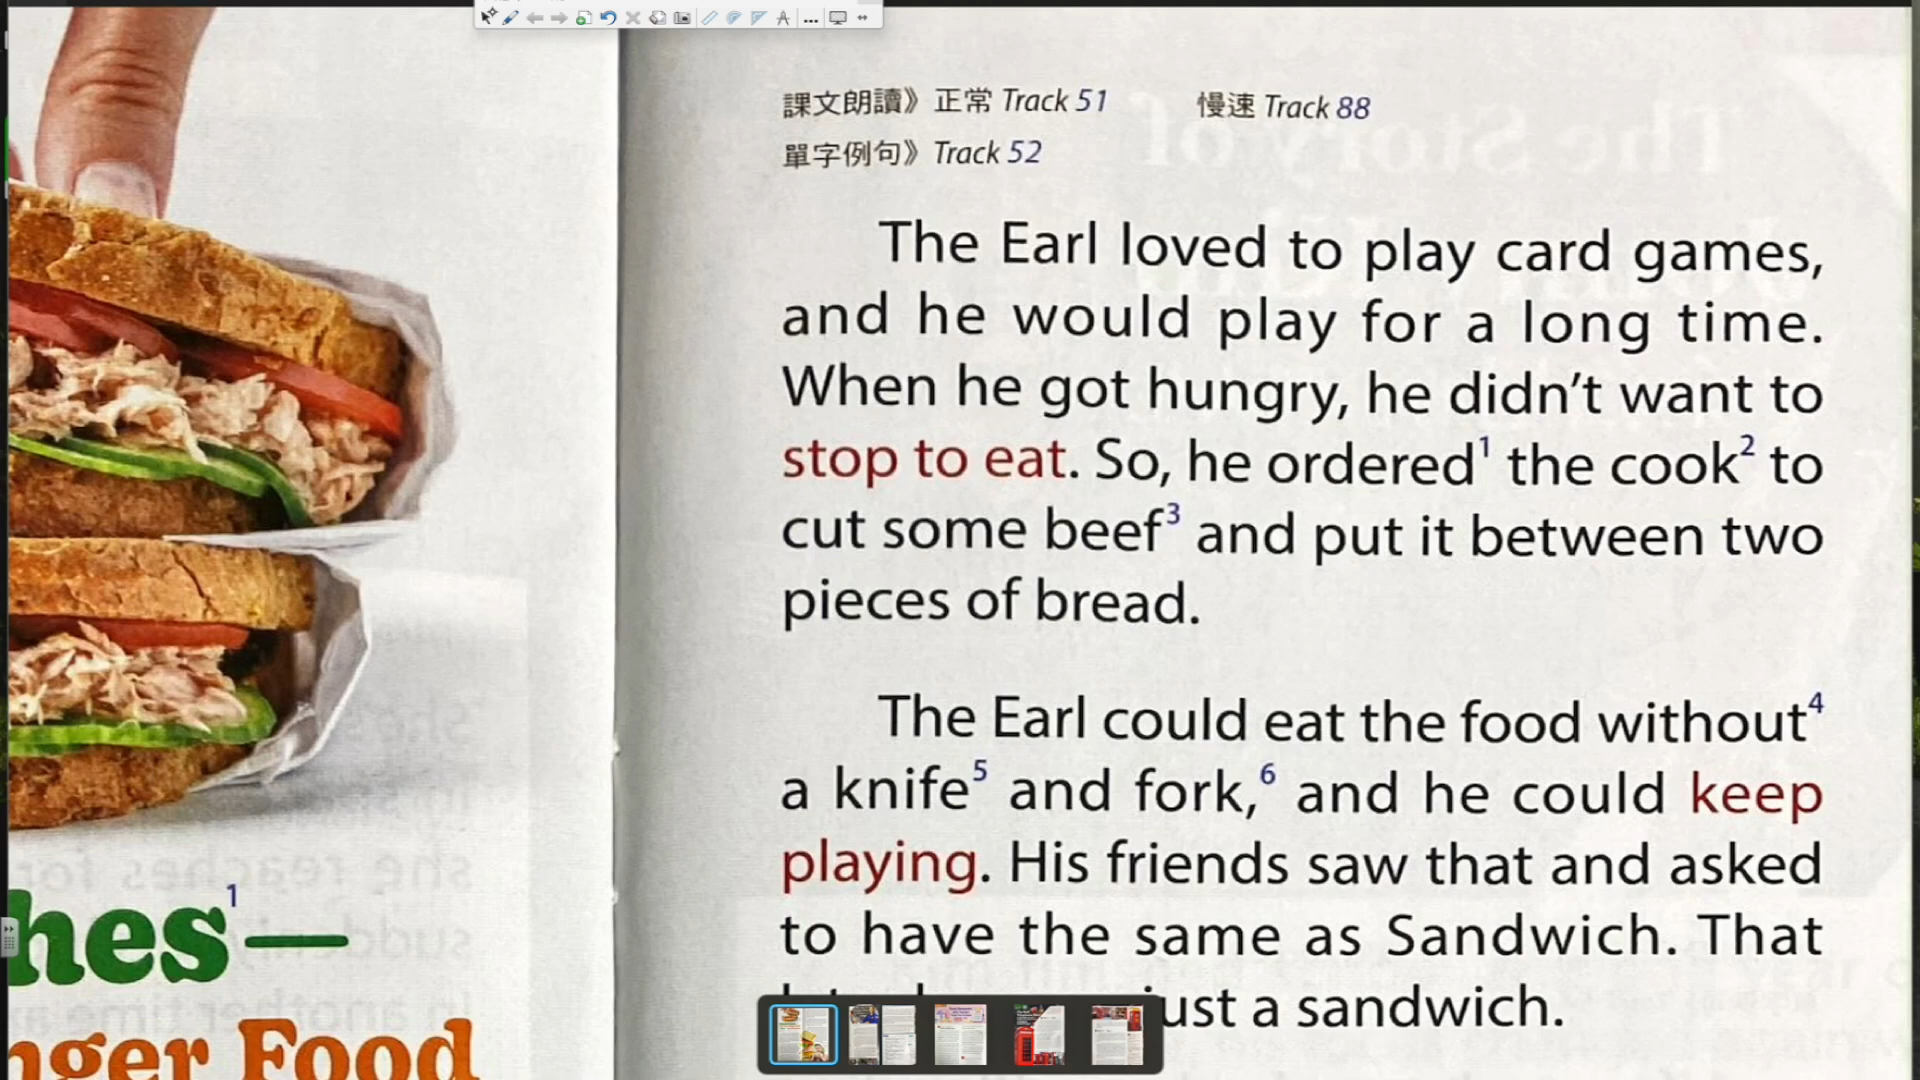 課文朗讀》正常 Track 51 慢速 Track 88
單字例句》Track 52
The Earl loved to play card games,
and he would play for a long time.
When he got hungry, he didn't want to
stop to eat. So, he ordered¹ the cook² to
cut some beef³ and put it between two
pieces of bread.
The Earl could eat the food without⁴
a knife⁵ and fork,⁶ and he could keep
playing. His friends saw that and asked
to have the same as Sandwich. That
just a sandwich.
hes¹—
nger Food